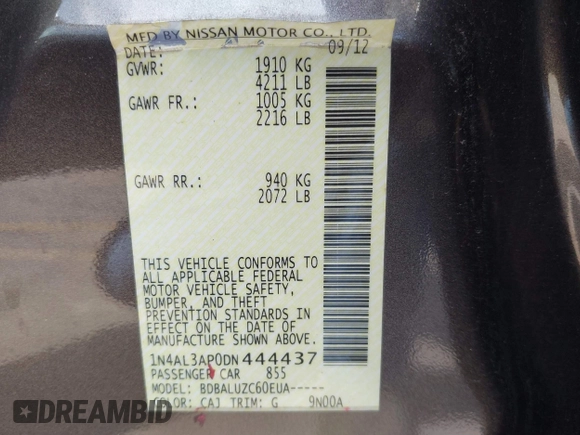 MFD BY NISSAN MOTOR CO., LTD.
DATE: 09/12
GVWR: 1910 KG
4211 LB
GAWR FR.: 1005 KG
2216 LB
GAWR RR.: 940 KG
2072 LB
THIS VEHICLE CONFORMS TO
ALL APPLICABLE FEDERAL
MOTOR VEHICLE SAFETY,
BUMPER, AND THEFT
PREVENTION STANDARDS IN
EFFECT ON THE DATE OF
MANUFACTURE SHOWN ABOVE.
1N4AL3AP0DN444437
PASSENGER CAR 855
MODEL: BDBALUZC60EUA-----
COLOR: CAJ TRIM: G 9N00A
DREAMBID